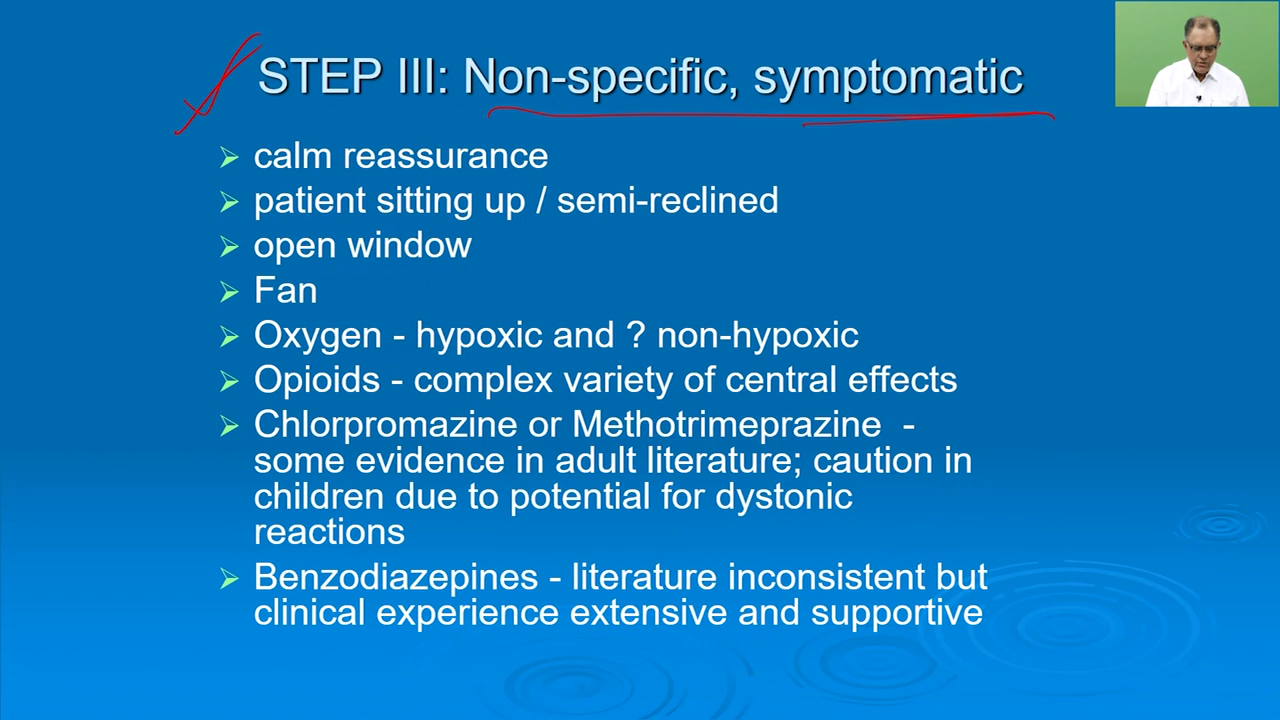 STEP III: Non-specific, symptomatic
calm reassurance
patient sitting up / semi-reclined
open window
Fan
Oxygen - hypoxic and ? non-hypoxic
Opioids - complex variety of central effects
Chlorpromazine or Methotrimeprazine -
some evidence in adult literature; caution in
children due to potential for dystonic
reactions
Benzodiazepines - literature inconsistent but
clinical experience extensive and supportive